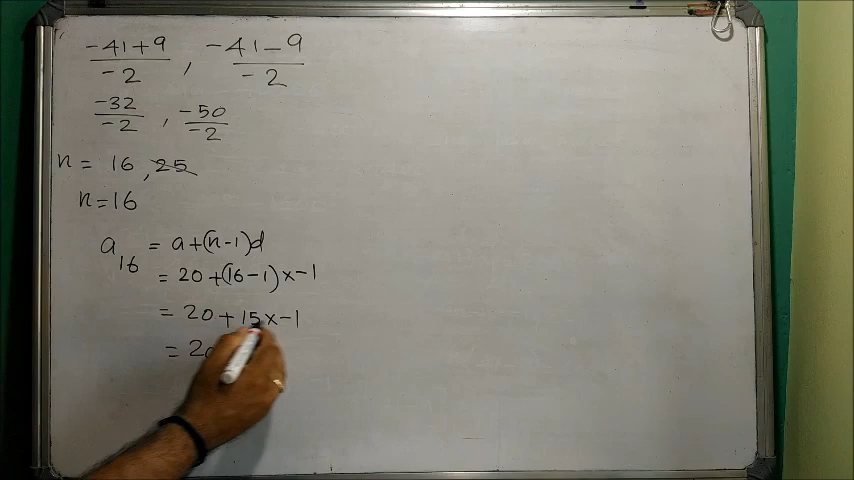 -41+9/-2 , -41-9/-2
-32/-2 , -50/-2
n = 16 , 25
n = 16
a16 = a+(n-1)d
= 20+(16-1)x-1
= 20+15x-1
= 20